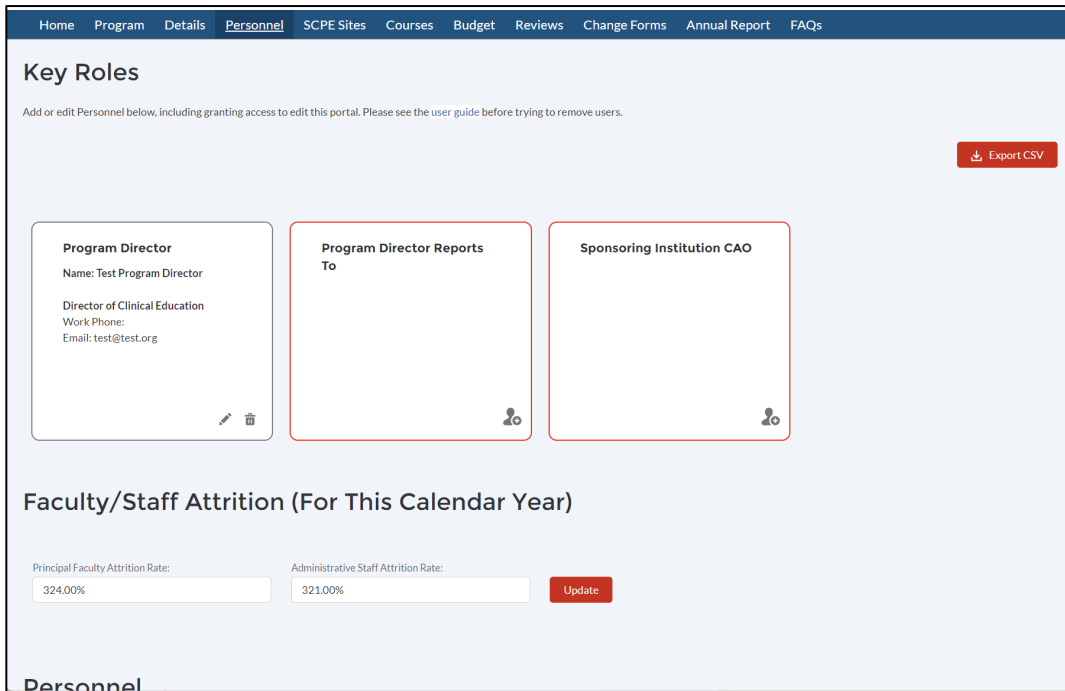 Home Program Details Personnel SCPE Sites Courses Budget Reviews Change Forms Annual Report FAQs
Key Roles
Add or edit Personnel below, including granting access to edit this portal. Please see the user guide before trying to remove users.
Export CSV
Program Director
Name: Test Program Director
Director of Clinical Education
Work Phone:
Email: test@test.org
Program Director Reports
To
Sponsoring Institution CAO
Faculty/Staff Attrition (For This Calendar Year)
Principal Faculty Attrition Rate:
324.00%
Administrative Staff Attrition Rate:
321.00%
Update
Personnel